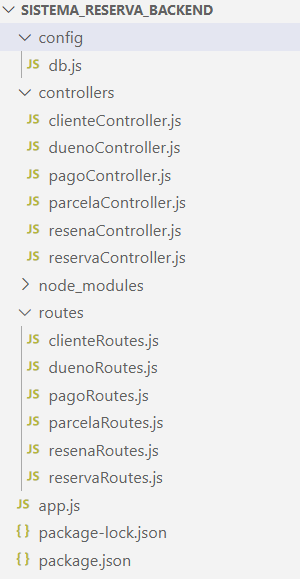 SISTEMA_RESERVA_BACKEND
config
JS db.js
controllers
JS clienteController.js
JS duenoController.js
JS pagoController.js
JS parcelaController.js
JS resenaController.js
JS reservaController.js
node_modules
routes
JS clienteRoutes.js
JS duenoRoutes.js
JS pagoRoutes.js
JS parcelaRoutes.js
JS resenaRoutes.js
JS reservaRoutes.js
JS app.js
{} package-lock.json
{} package.json